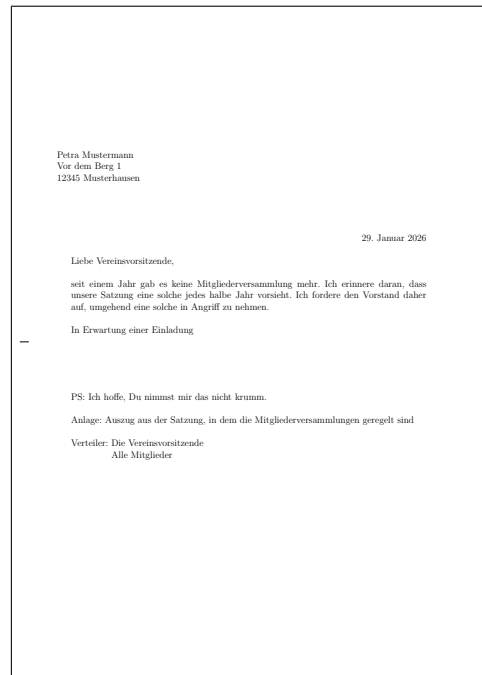 Petra Mustermann
Vor dem Berg 1
12345 Musterhausen
29. Januar 2026
Liebe Vereinsvorsitzende,
seit einem Jahr gab es keine Mitgliederversammlung mehr. Ich erinnere daran, dass
unsere Satzung eine solche jedes halbe Jahr vorsieht. Ich fordere den Vorstand daher
auf, umgehend eine solche in Angriff zu nehmen.
In Erwartung einer Einladung
PS: Ich hoffe, Du nimmst mir das nicht krumm.
Anlage: Auszug aus der Satzung, in dem die Mitgliederversammlungen geregelt sind
Verteiler: Die Vereinsvorsitzende
Alle Mitglieder